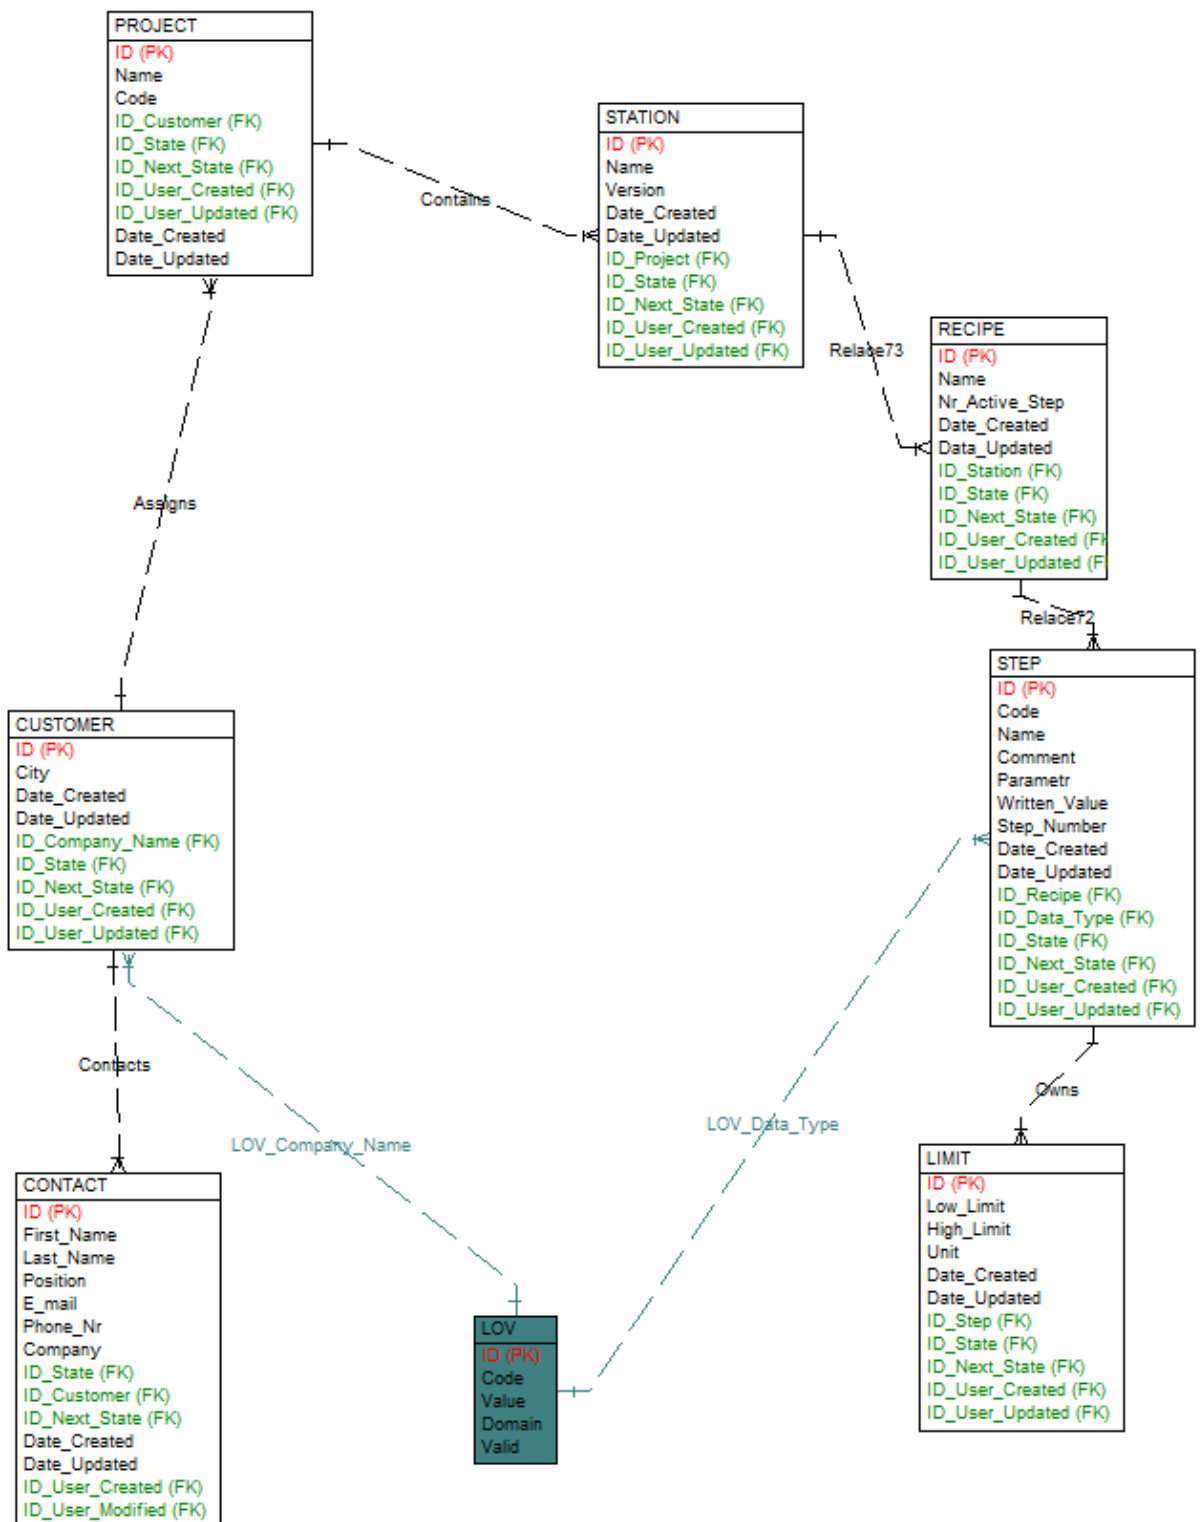 PROJECT
ID (PK)
Name
Code
ID_Customer (FK)
ID_State (FK)
ID_Next_State (FK)
ID_User_Created (FK)
ID_User_Updated (FK)
Date_Created
Date_Updated
Contains
STATION
ID (PK)
Name
Version
Date_Created
Date_Updated
ID_Project (FK)
ID_State (FK)
ID_Next_State (FK)
ID_User_Created (FK)
ID_User_Updated (FK)
Relace73
RECIPE
ID (PK)
Name
Nr_Active_Step
Date_Created
Data_Updated
ID_Station (FK)
ID_State (FK)
ID_Next_State (FK)
ID_User_Created (FK
ID_User_Updated (F
Relace72
Assigns
STEP
ID (PK)
Code
Name
Comment
Parametr
Written_Value
Step_Number
Date_Created
Date_Updated
ID_Recipe (FK)
ID_Data_Type (FK)
ID_State (FK)
ID_Next_State (FK)
ID_User_Created (FK)
ID_User_Updated (FK)
CUSTOMER
ID (PK)
City
Date_Created
Date_Updated
ID_Company_Name (FK)
ID_State (FK)
ID_Next_State (FK)
ID_User_Created (FK)
ID_User_Updated (FK)
Contacts
LOV_Company_Name
LOV_Data_Type
Owns
LIMIT
ID (PK)
Low_Limit
High_Limit
Unit
Date_Created
Date_Updated
ID_Step (FK)
ID_State (FK)
ID_Next_State (FK)
ID_User_Created (FK)
ID_User_Updated (FK)
CONTACT
ID (PK)
First_Name
Last_Name
Position
E_mail
Phone_Nr
Company
ID_State (FK)
ID_Customer (FK)
ID_Next_State (FK)
Date_Created
Date_Updated
ID_User_Created (FK)
ID_User_Modified (FK)
LOV
ID (PK)
Code
Value
Domain
Valid